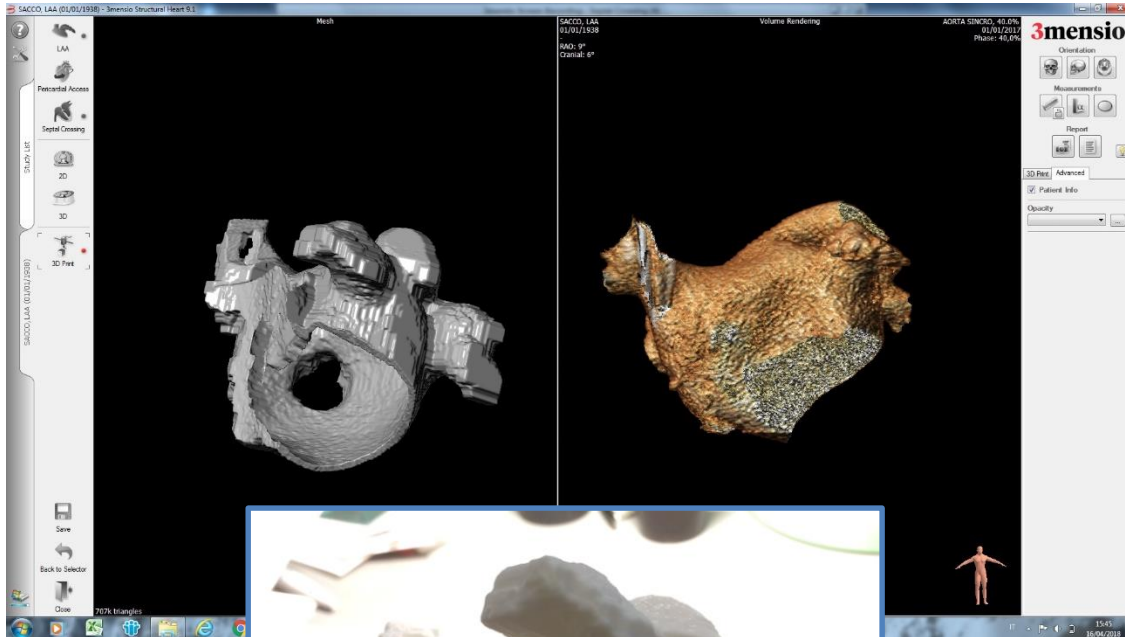 SACCO, LAA (01/01/1938) - 3mensio Structural Heart 9.1
LAA
Pericardial Access
Septal Crossing
2D
3D
3D Print
Save
Back to Selector
Close
Study List
SACCO, LAA (01/01/1938)
Mesh
707k triangles
Volume Rendering
SACCO, LAA
01/01/1938
-
RAO: 9°
Cranial: 6°
AORTA SINCRO, 40.0%
01/01/2017
Phase: 40,0%
3mensio
Orientation
Measurements
Report
3D Print Advanced
Patient Info
Opacity
IT
15:45
16/04/2018